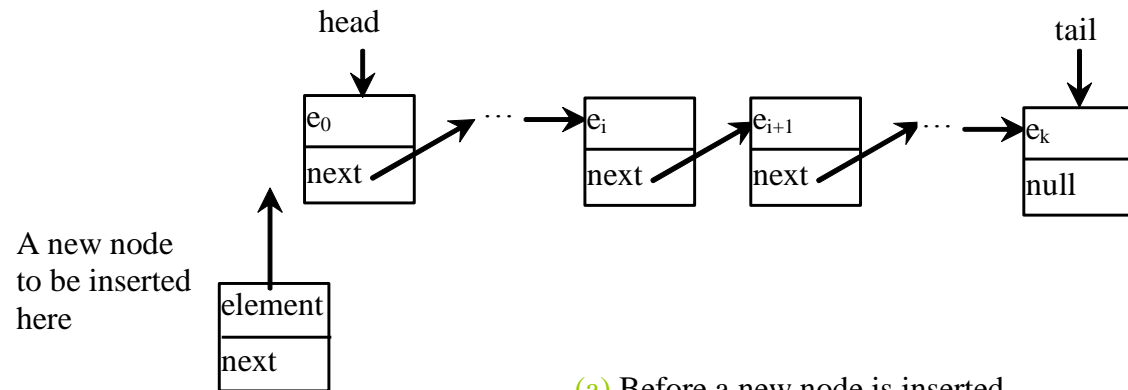 head
tail
e0
next
...
ei
next
ei+1
next
...
ek
null
A new node
to be inserted
here
element
next
(a) Before a new node is inserted.